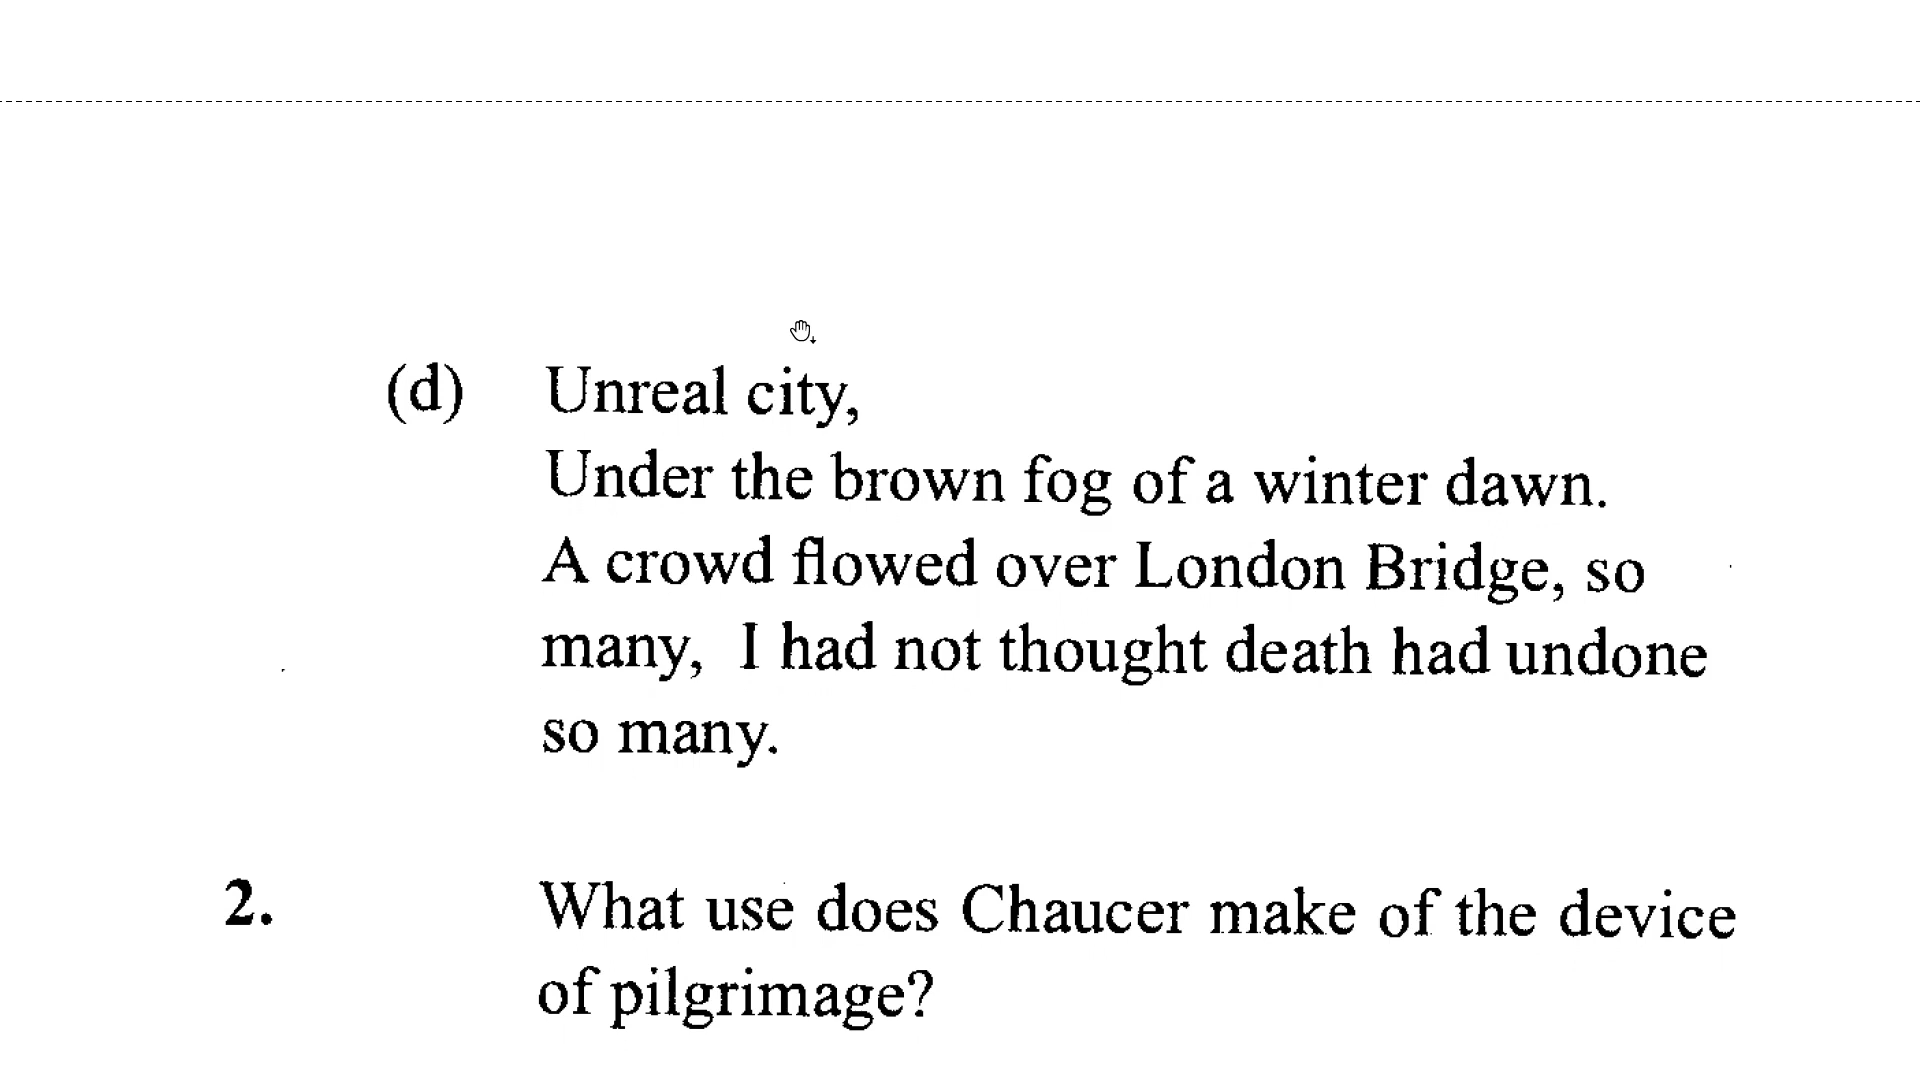 (d) Unreal city,
Under the brown fog of a winter dawn.
A crowd flowed over London Bridge, so
many, I had not thought death had undone
so many.
2. What use does Chaucer make of the device
of pilgrimage?